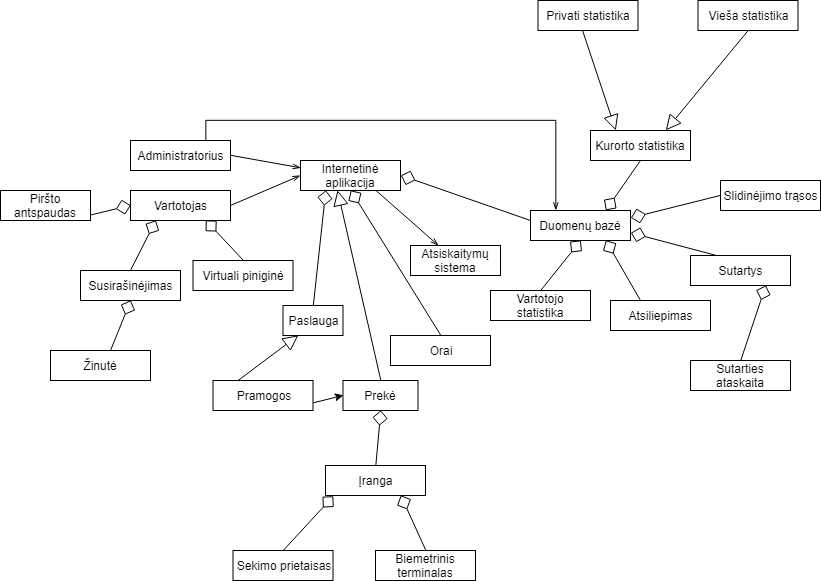 Privati statistika
Vieša statistika
Kurorto statistika
Administratorius
Internetinė
aplikacija
Piršto
antspaudas
Vartotojas
Slidinėjimo trąsos
Duomenų bazė
Atsiskaitymų
sistema
Susirašinėjimas
Virtuali piniginė
Sutartys
Vartotojo
statistika
Atsiliepimas
Paslauga
Orai
Žinutė
Sutarties
ataskaita
Pramogos
Prekė
Įranga
Sekimo prietaisas
Biemetrinis
terminalas